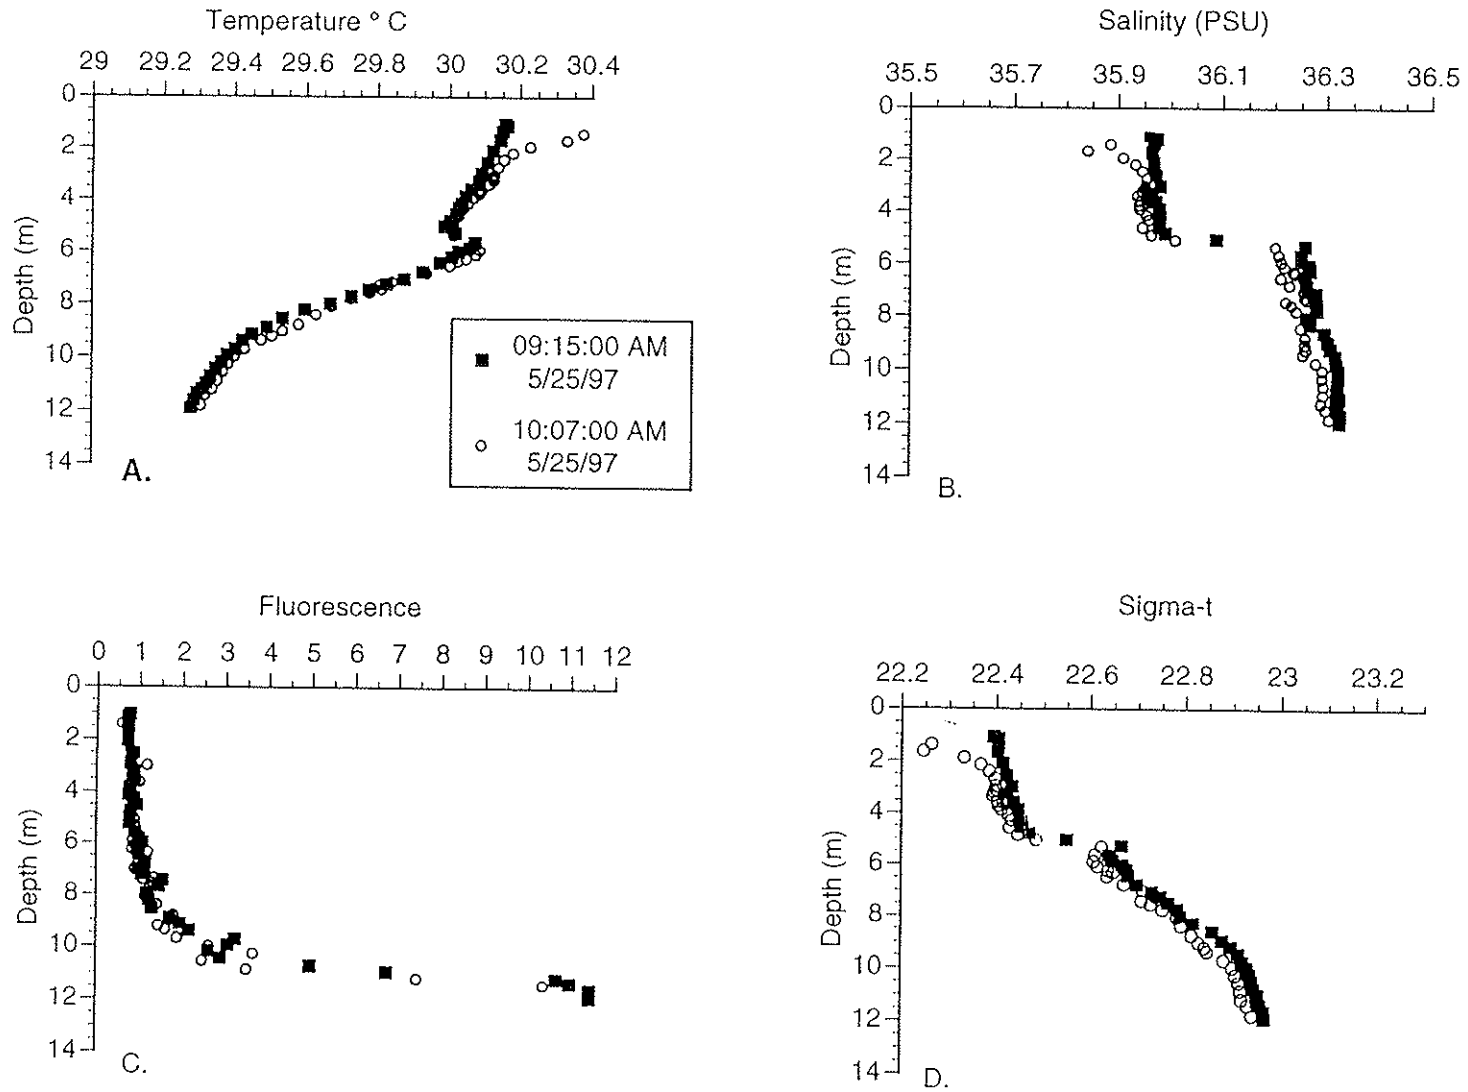 Temperature ° C
29 29.2 29.4 29.6 29.8 30 30.2 30.4
0
2
4
6
8
10
12
14
Depth (m)
A.
09:15:00 AM
5/25/97
10:07:00 AM
5/25/97
Salinity (PSU)
35.5 35.7 35.9 36.1 36.3 36.5
0
2
4
6
8
10
12
14
Depth (m)
B.
Fluorescence
0 1 2 3 4 5 6 7 8 9 10 11 12
0
2
4
6
8
10
12
14
Depth (m)
C.
Sigma-t
22.2 22.4 22.6 22.8 23 23.2
0
2
4
6
8
10
12
14
Depth (m)
D.